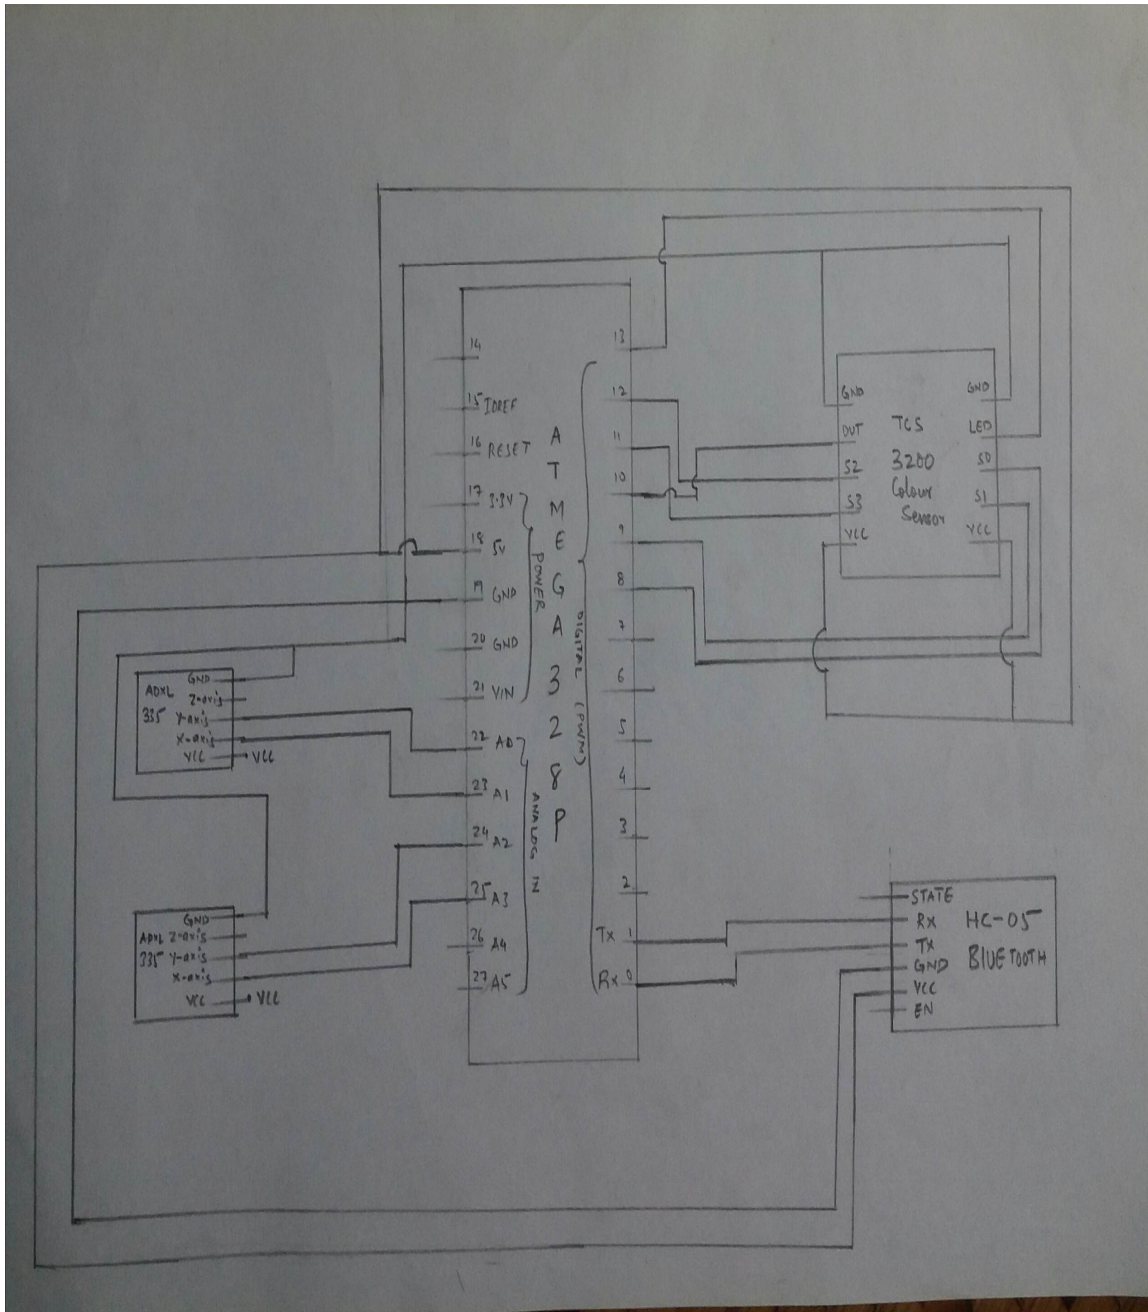 14
15 IOREF
16 RESET
17 3.3V
18 5V
19 GND
20 GND
21 VIN
POWER
22 A0
23 A1
24 A2
25 A3
26 A4
27 A5
ANALOG IN
ATMEGA328P
13
12
11
10
9
8
7
6
5
4
3
2
Tx 1
Rx 0
DIGITAL (PWM)
GND
OUT
S2
S3
VCC
TCS
3200
Colour
Sensor
GND
LED
S0
S1
VCC
ADXL
335
GND
Z-axis
Y-axis
X-axis
VCC
VCC
ADXL
335
GND
Z-axis
Y-axis
X-axis
VCC
VCC
STATE
RX
TX
GND
VCC
EN
HC-05
BLUETOOTH